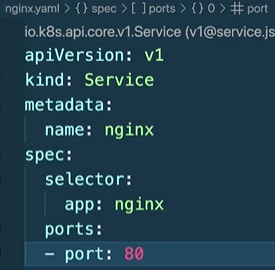 nginx.yaml > {} spec > [ ] ports > {} 0 > # port
io.k8s.api.core.v1.Service (v1@service.js
apiVersion: v1
kind: Service
metadata:
  name: nginx
spec:
  selector:
    app: nginx
  ports:
  - port: 80